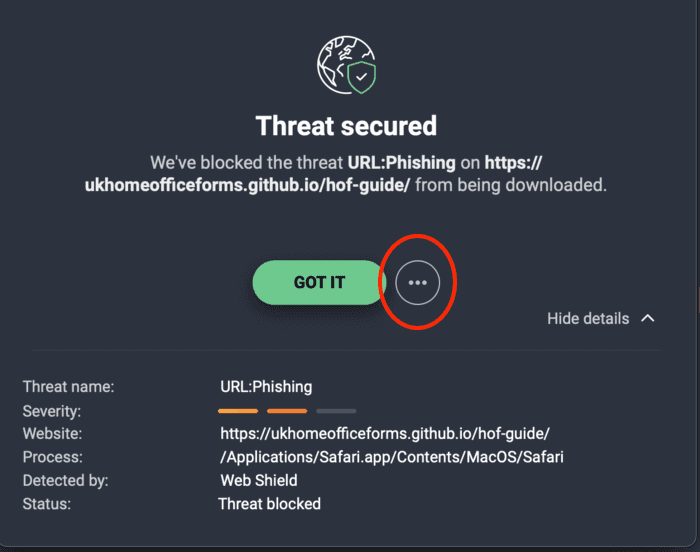 Threat secured
We've blocked the threat URL:Phishing on https://
ukhomeofficeforms.github.io/hof-guide/ from being downloaded.
GOT IT
Hide details
Threat name: URL:Phishing
Severity:
Website: https://ukhomeofficeforms.github.io/hof-guide/
Process: /Applications/Safari.app/Contents/MacOS/Safari
Detected by: Web Shield
Status: Threat blocked